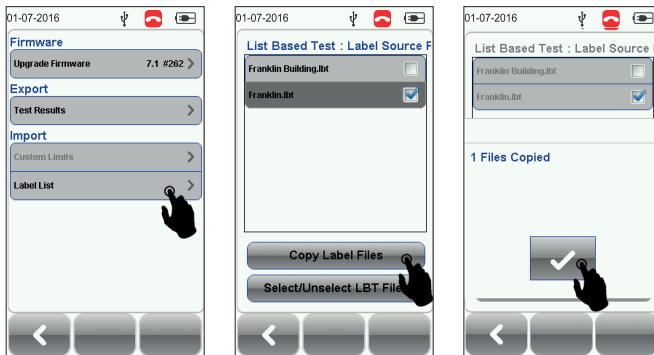 01-07-2016
Firmware
Upgrade Firmware 7.1 #262
Export
Test Results
Import
Custom Limits
Label List
01-07-2016
List Based Test : Label Source F
Franklin Building.lbt
Franklin.lbt
Copy Label Files
Select/Unselect LBT File
01-07-2016
List Based Test : Label Source
Franklin Building.lbt
Franklin.lbt
1 Files Copied